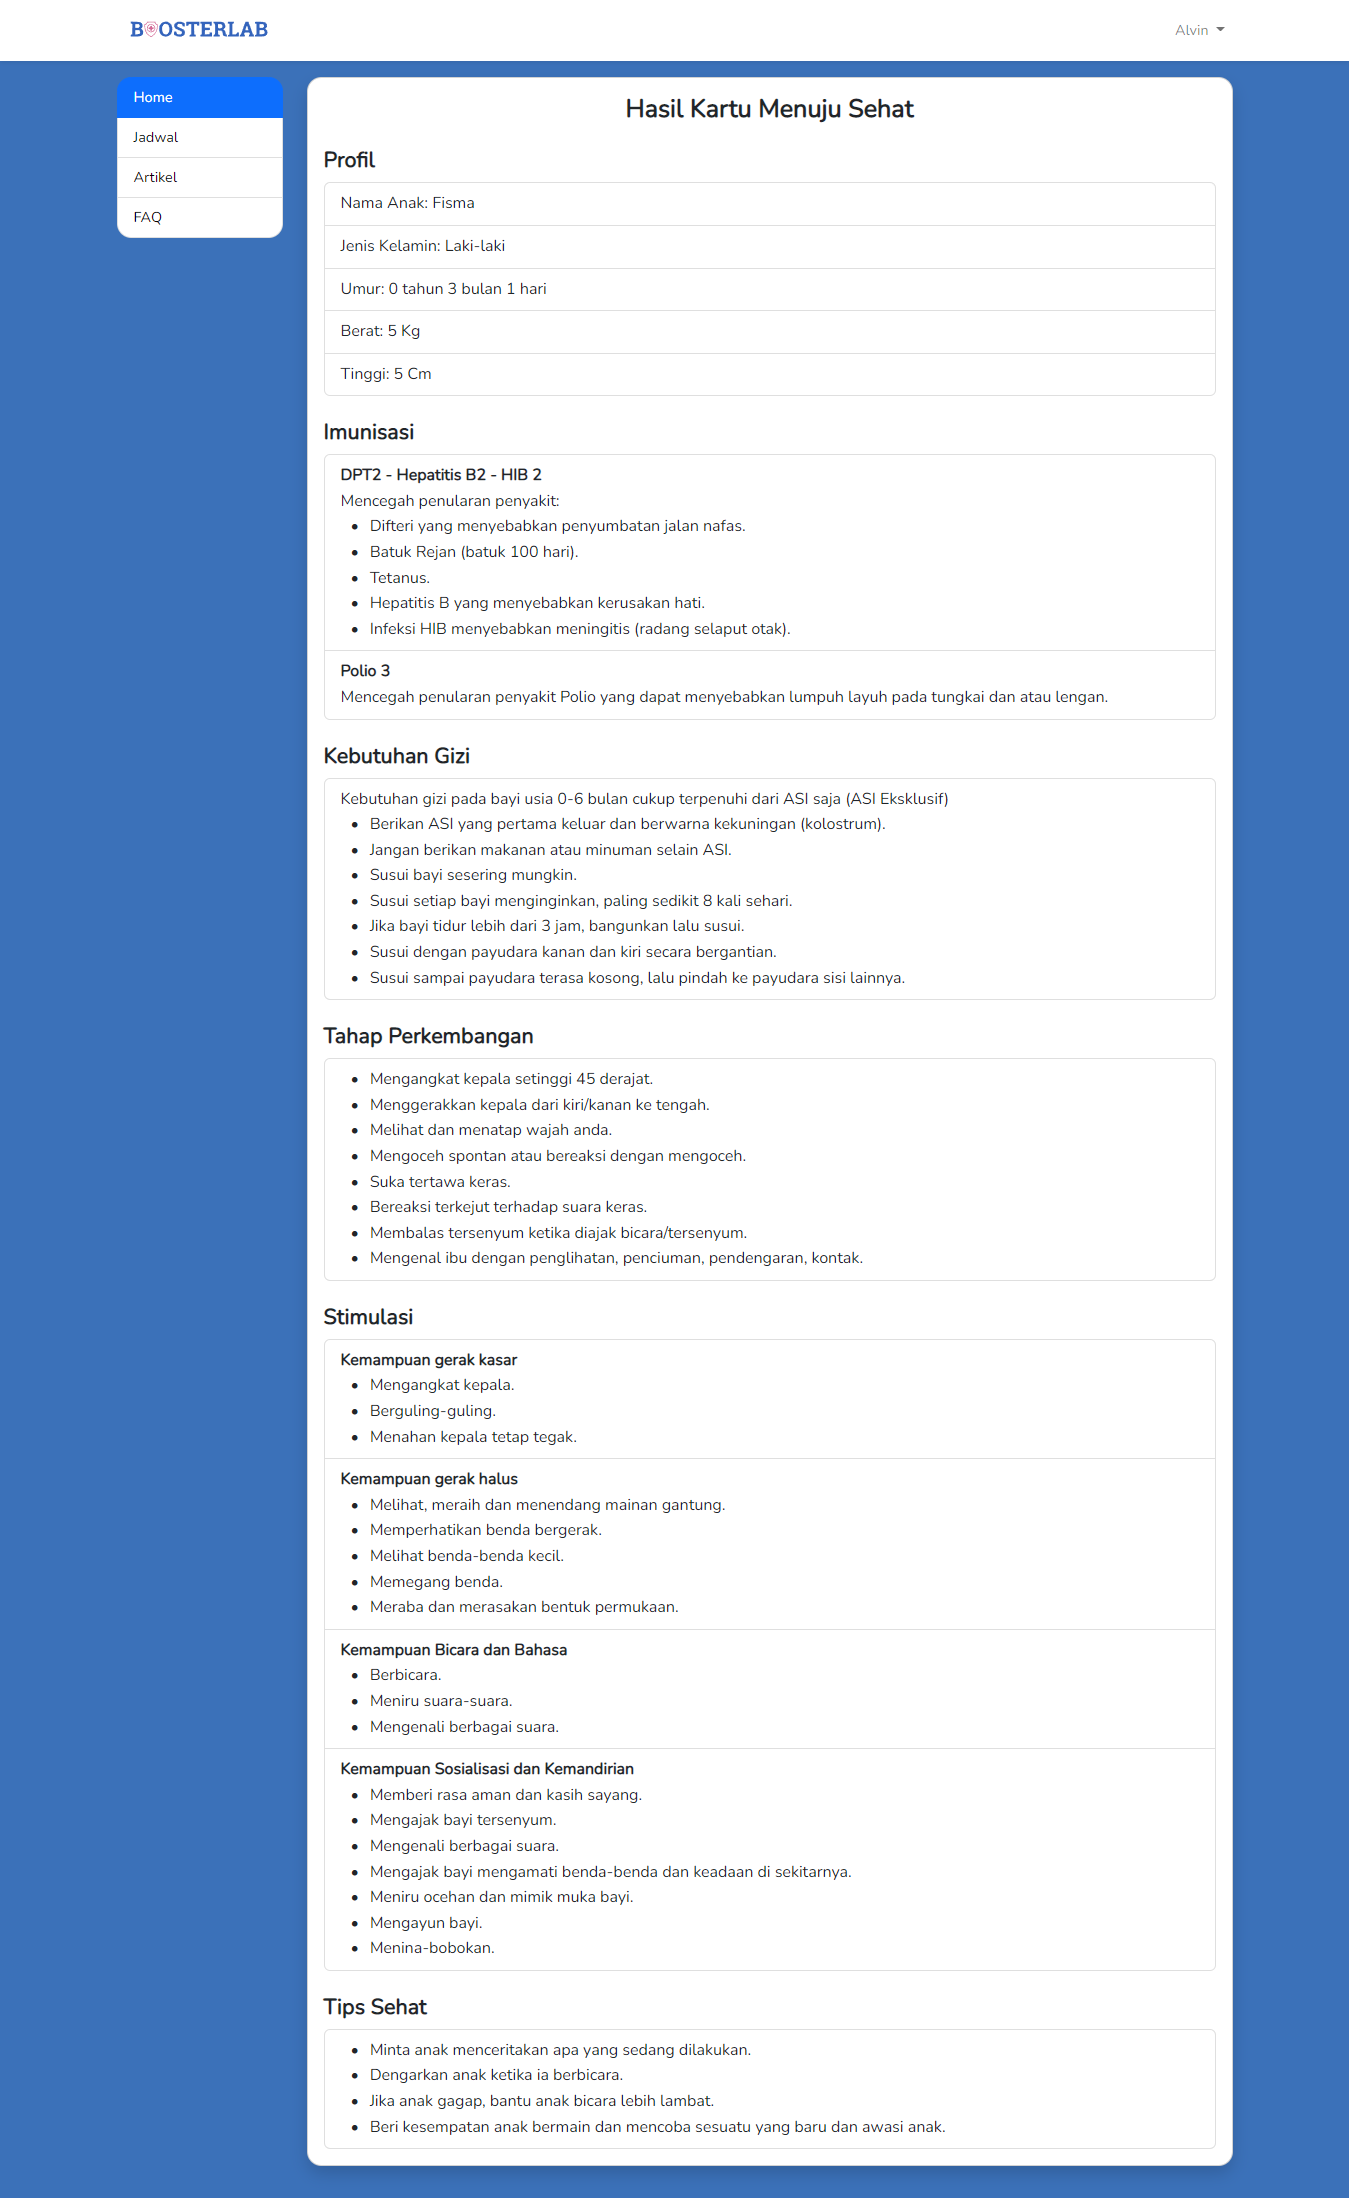 BOOSTERLAB
Alvin
Home
Jadwal
Artikel
FAQ
Hasil Kartu Menuju Sehat
Profil
Nama Anak: Fisma
Jenis Kelamin: Laki-laki
Umur: 0 tahun 3 bulan 1 hari
Berat: 5 Kg
Tinggi: 5 Cm
Imunisasi
DPT2 - Hepatitis B2 - HIB 2
Mencegah penularan penyakit:
• Difteri yang menyebabkan penyumbatan jalan nafas.
• Batuk Rejan (batuk 100 hari).
• Tetanus.
• Hepatitis B yang menyebabkan kerusakan hati.
• Infeksi HIB menyebabkan meningitis (radang selaput otak).
Polio 3
Mencegah penularan penyakit Polio yang dapat menyebabkan lumpuh layuh pada tungkai dan atau lengan.
Kebutuhan Gizi
Kebutuhan gizi pada bayi usia 0-6 bulan cukup terpenuhi dari ASI saja (ASI Eksklusif)
• Berikan ASI yang pertama keluar dan berwarna kekuningan (kolostrum).
• Jangan berikan makanan atau minuman selain ASI.
• Susui bayi sesering mungkin.
• Susui setiap bayi menginginkan, paling sedikit 8 kali sehari.
• Jika bayi tidur lebih dari 3 jam, bangunkan lalu susui.
• Susui dengan payudara kanan dan kiri secara bergantian.
• Susui sampai payudara terasa kosong, lalu pindah ke payudara sisi lainnya.
Tahap Perkembangan
• Mengangkat kepala setinggi 45 derajat.
• Menggerakkan kepala dari kiri/kanan ke tengah.
• Melihat dan menatap wajah anda.
• Mengoceh spontan atau bereaksi dengan mengoceh.
• Suka tertawa keras.
• Bereaksi terkejut terhadap suara keras.
• Membalas tersenyum ketika diajak bicara/tersenyum.
• Mengenal ibu dengan penglihatan, penciuman, pendengaran, kontak.
Stimulasi
Kemampuan gerak kasar
• Mengangkat kepala.
• Berguling-guling.
• Menahan kepala tetap tegak.
Kemampuan gerak halus
• Melihat, meraih dan menendang mainan gantung.
• Memperhatikan benda bergerak.
• Melihat benda-benda kecil.
• Memegang benda.
• Meraba dan merasakan bentuk permukaan.
Kemampuan Bicara dan Bahasa
• Berbicara.
• Meniru suara-suara.
• Mengenali berbagai suara.
Kemampuan Sosialisasi dan Kemandirian
• Memberi rasa aman dan kasih sayang.
• Mengajak bayi tersenyum.
• Mengenali berbagai suara.
• Mengajak bayi mengamati benda-benda dan keadaan di sekitarnya.
• Meniru ocehan dan mimik muka bayi.
• Mengayun bayi.
• Menina-bobokan.
Tips Sehat
• Minta anak menceritakan apa yang sedang dilakukan.
• Dengarkan anak ketika ia berbicara.
• Jika anak gagap, bantu anak bicara lebih lambat.
• Beri kesempatan anak bermain dan mencoba sesuatu yang baru dan awasi anak.